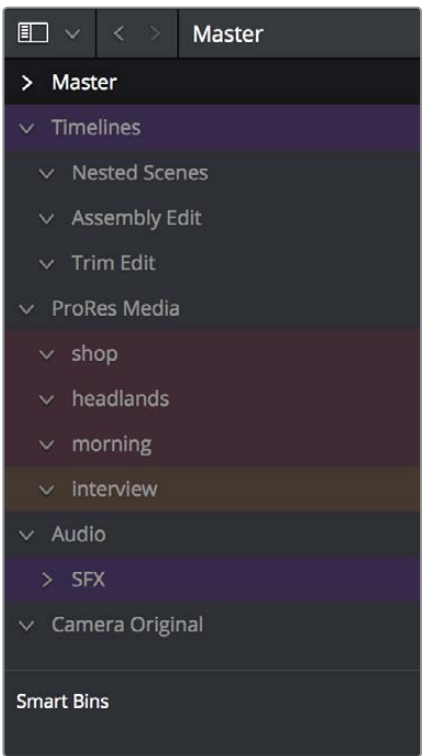 Master
Master
Timelines
Nested Scenes
Assembly Edit
Trim Edit
ProRes Media
shop
headlands
morning
interview
Audio
SFX
Camera Original
Smart Bins